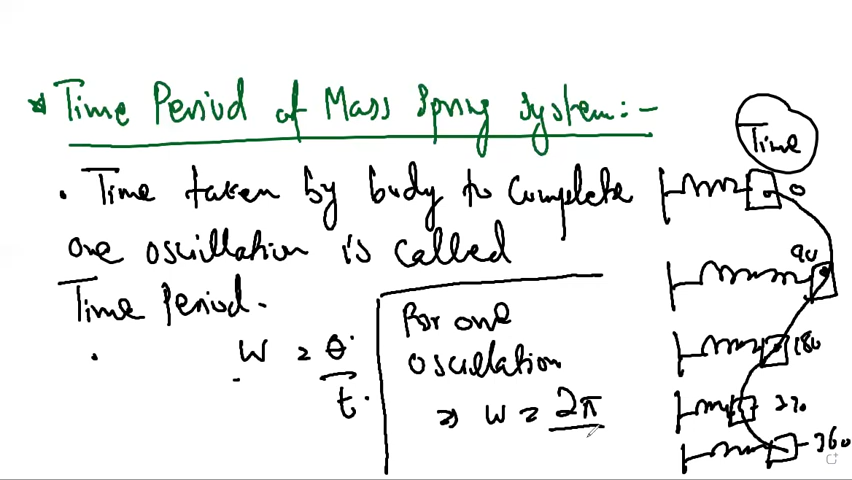 * Time Period of Mass Spring System:-
Time
• Time taken by body to complete
one oscillation is called
Time Period.
• W = θ
t.
For one
oscillation
⇒ W = 2π
0
90
180
270
360